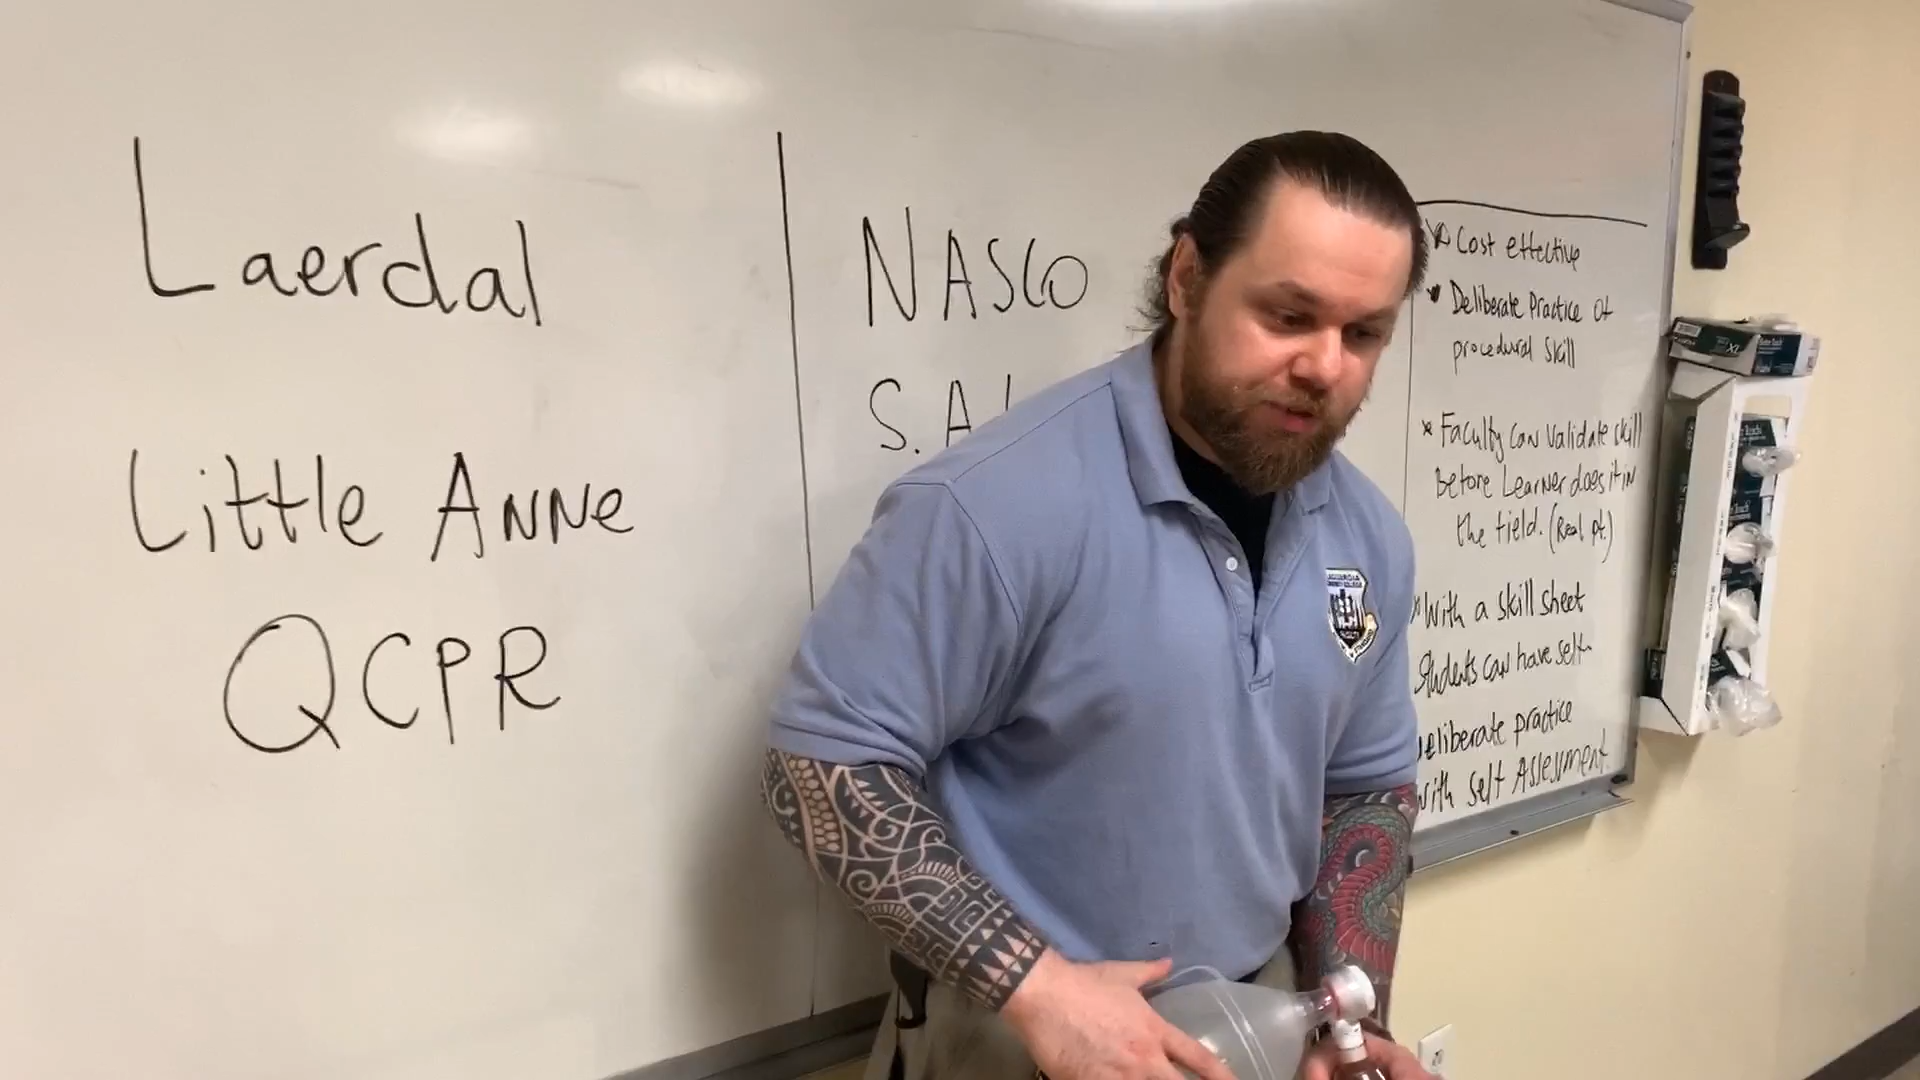 Laerdal
Little Anne
QCPR
NASCO
S.A
Cost effective
Deliberate Practice of
procedural skill
Faculty can validate skill
Before Learner does it in
the field. (Real pt.)
With a skill sheet
Students can have self-
deliberate practice
with self Assessment.